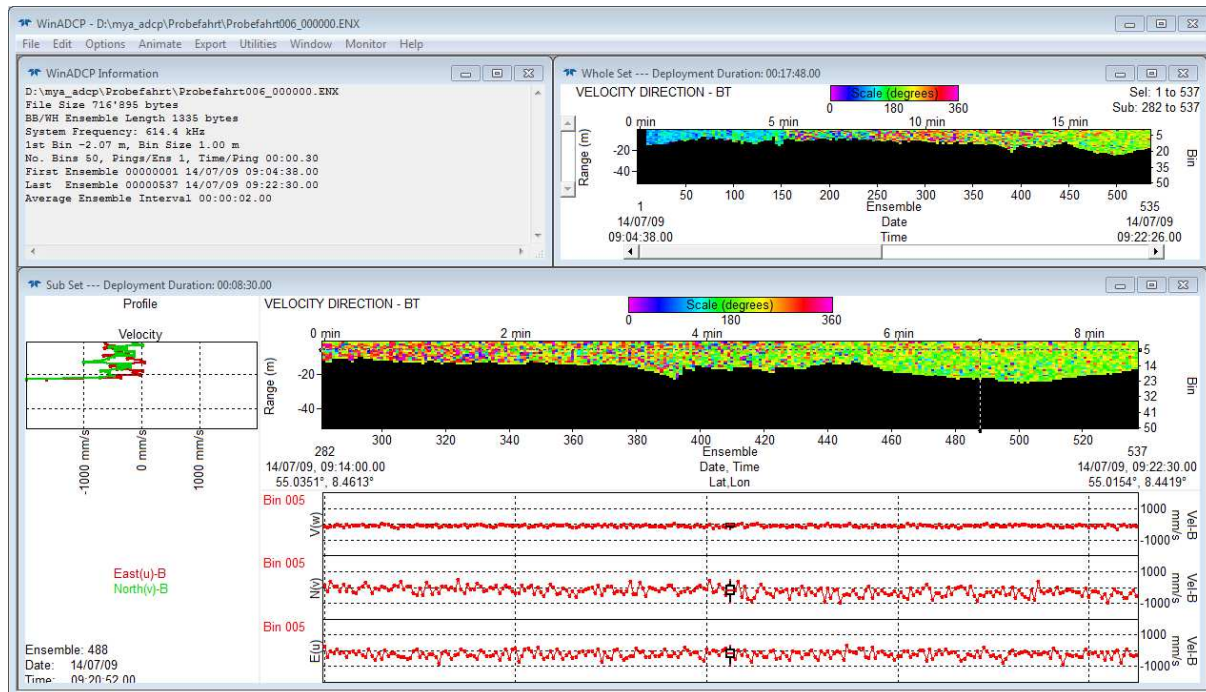 WinADCP - D:\mya_adcp\Probefahrt\Probefahrt006_000000.ENX
File Edit Options Animate Export Utilities Window Monitor Help
WinADCP Information
D:\mya_adcp\Probefahrt\Probefahrt006_000000.ENX
File Size 716'895 bytes
BB/WH Ensemble Length 1335 bytes
System Frequency: 614.4 kHz
1st Bin -2.07 m, Bin Size 1.00 m
No. Bins 50, Pings/Ens 1, Time/Ping 00:00.30
First Ensemble 00000001 14/07/09 09:04:38.00
Last Ensemble 00000537 14/07/09 09:22:30.00
Average Ensemble Interval 00:00:02.00
Whole Set --- Deployment Duration: 00:17:48.00
VELOCITY DIRECTION - BT
Scale (degrees)
0 180 360
Sel: 1 to 537
Sub: 282 to 537
0 min 5 min 10 min 15 min
Range (m)
-20
-40
5
20
35
50
Bin
50 100 150 200 250 300 350 400 450 500
1 Ensemble 535
14/07/09 Date 14/07/09
09:04:38.00 Time 09:22:26.00
Sub Set --- Deployment Duration: 00:08:30.00
Profile
Velocity
-1000 mm/s
0 mm/s
1000 mm/s
East(u)-B
North(v)-B
Ensemble: 488
Date: 14/07/09
Time: 09:20:52.00
VELOCITY DIRECTION - BT
Scale (degrees)
0 180 360
0 min 2 min 4 min 6 min 8 min
Range (m)
-20
-40
5
14
23
32
41
50
Bin
300 320 340 360 380 400 420 440 460 480 500 520
282 Ensemble 537
14/07/09, 09:14:00.00 Date, Time 14/07/09, 09:22:30.00
55.0351°, 8.4613° Lat,Lon 55.0154°, 8.4419°
Bin 005
V(w)
1000
-1000
mm/s
Vel-B
Bin 005
N(v)
1000
-1000
mm/s
Vel-B
Bin 005
E(u)
1000
-1000
mm/s
Vel-B